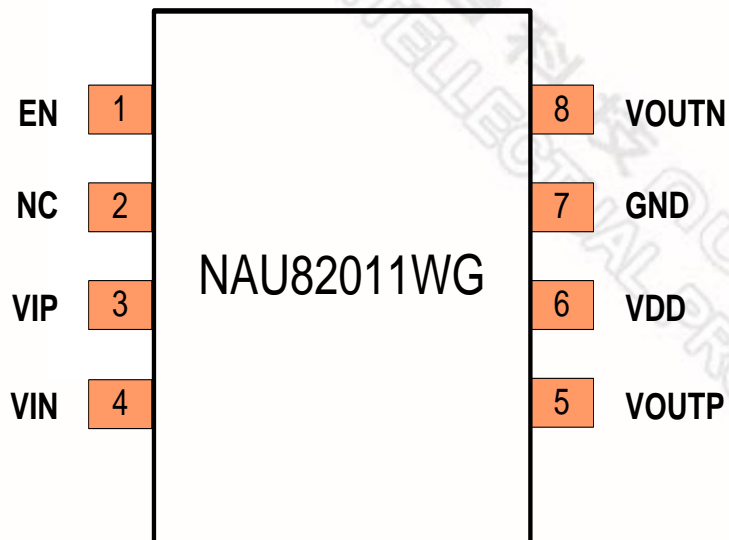 EN 1 8 VOUTN
NC 2 7 GND
NAU82011WG
VIP 3 6 VDD
VIN 4 5 VOUTP